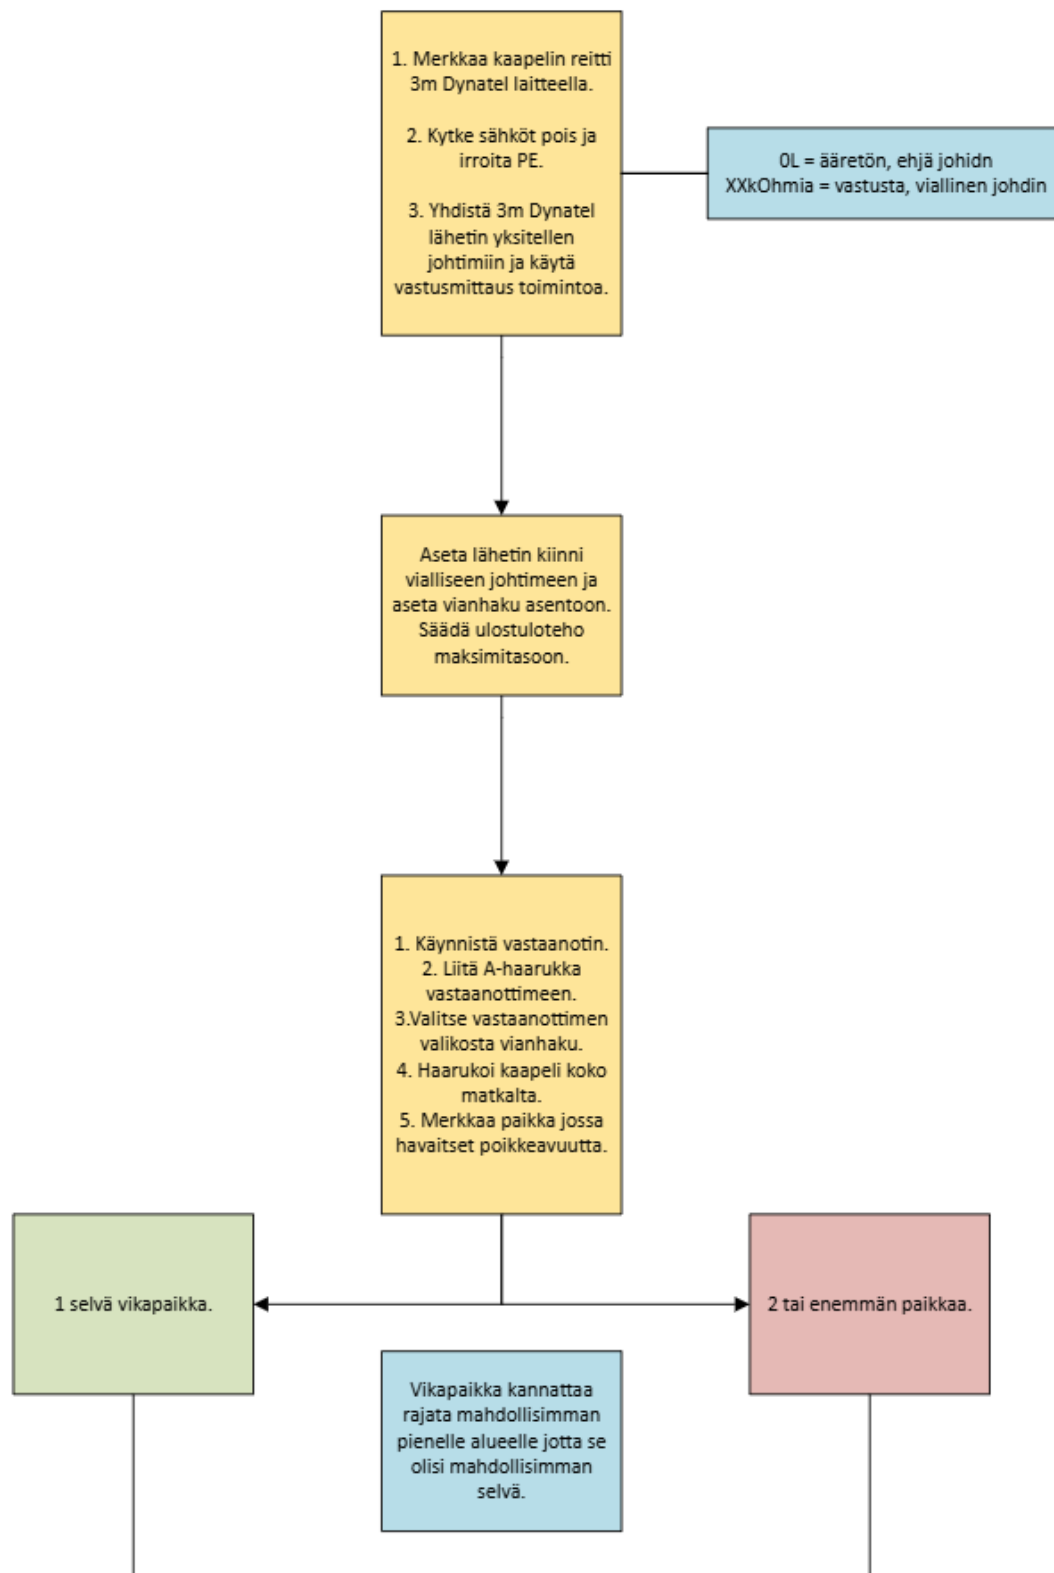 1. Merkkaa kaapelin reitti
3m Dynatel laitteella.
2. Kytke sähköt pois ja
irroita PE.
3. Yhdistä 3m Dynatel
lähetin yksitellen
johtimiin ja käytä
vastusmittaus toimintoa.
0L = ääretön, ehjä johidn
XXkOhmia = vastusta, viallinen johdin
Aseta lähetin kiinni
vialliseen johtimeen ja
aseta vianhaku asentoon.
Säädä ulostuloteho
maksimitasoon.
1. Käynnistä vastaanotin.
2. Liitä A-haarukka
vastaanottimeen.
3.Valitse vastaanottimen
valikosta vianhaku.
4. Haarukoi kaapeli koko
matkalta.
5. Merkkaa paikka jossa
havaitset poikkeavuutta.
1 selvä vikapaikka.
2 tai enemmän paikkaa.
Vikapaikka kannattaa
rajata mahdollisimman
pienelle alueelle jotta se
olisi mahdollisimman
selvä.